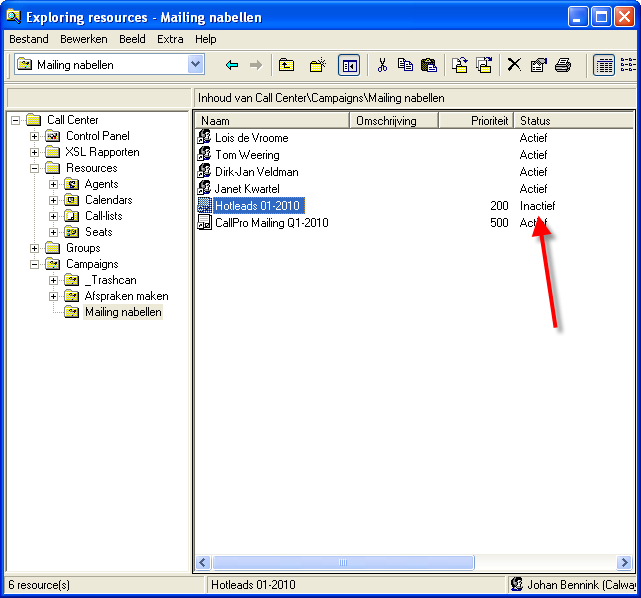 Exploring resources - Mailing nabellen
Bestand Bewerken Beeld Extra Help
Mailing nabellen
Inhoud van Call Center\Campaigns\Mailing nabellen
Call Center
Control Panel
XSL Rapporten
Resources
Agents
Calendars
Call-lists
Seats
Groups
Campaigns
_Trashcan
Afspraken maken
Mailing nabellen
Naam Omschrijving Prioriteit Status
Lois de Vroome Actief
Tom Weering Actief
Dirk-Jan Veldman Actief
Janet Kwartel Actief
Hotleads 01-2010 200 Inactief
CallPro Mailing Q1-2010 500 Actief
6 resource(s) Hotleads 01-2010 Johan Bennink (Calway